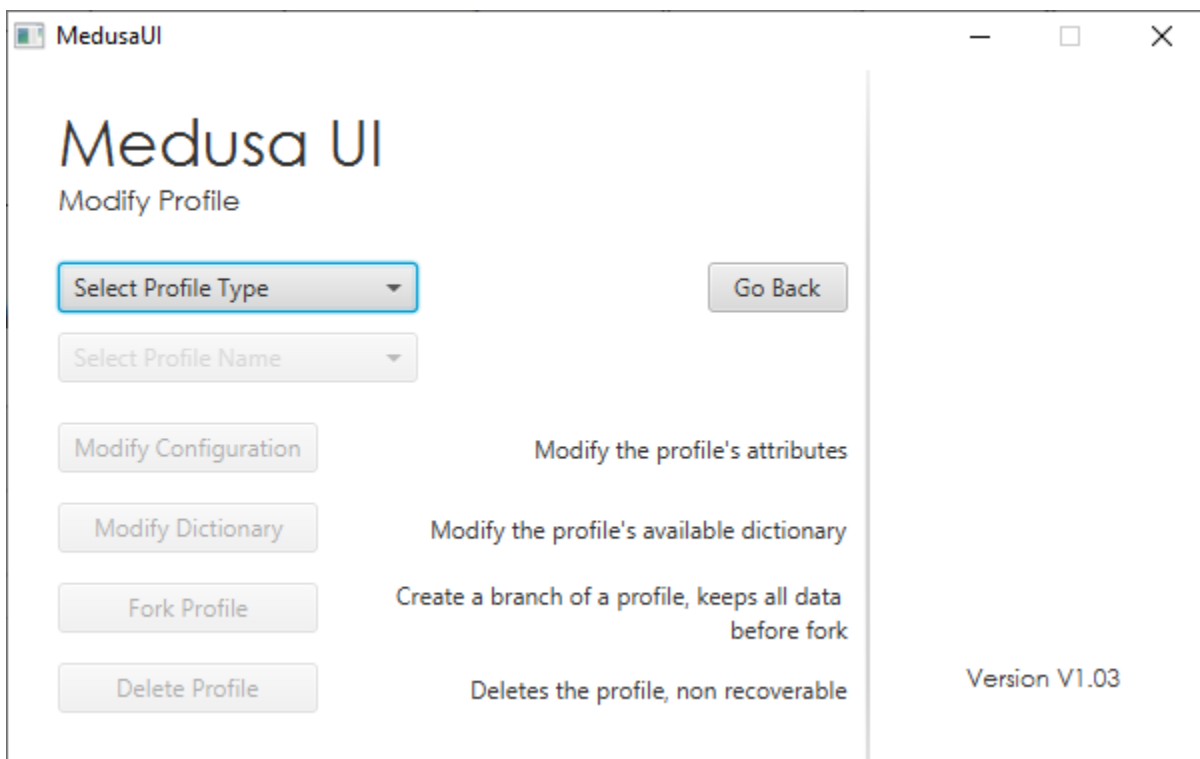 MedusaUI
Medusa UI
Modify Profile
Select Profile Type
Go Back
Select Profile Name
Modify Configuration
Modify the profile's attributes
Modify Dictionary
Modify the profile's available dictionary
Fork Profile
Create a branch of a profile, keeps all data
before fork
Delete Profile
Deletes the profile, non recoverable
Version V1.03